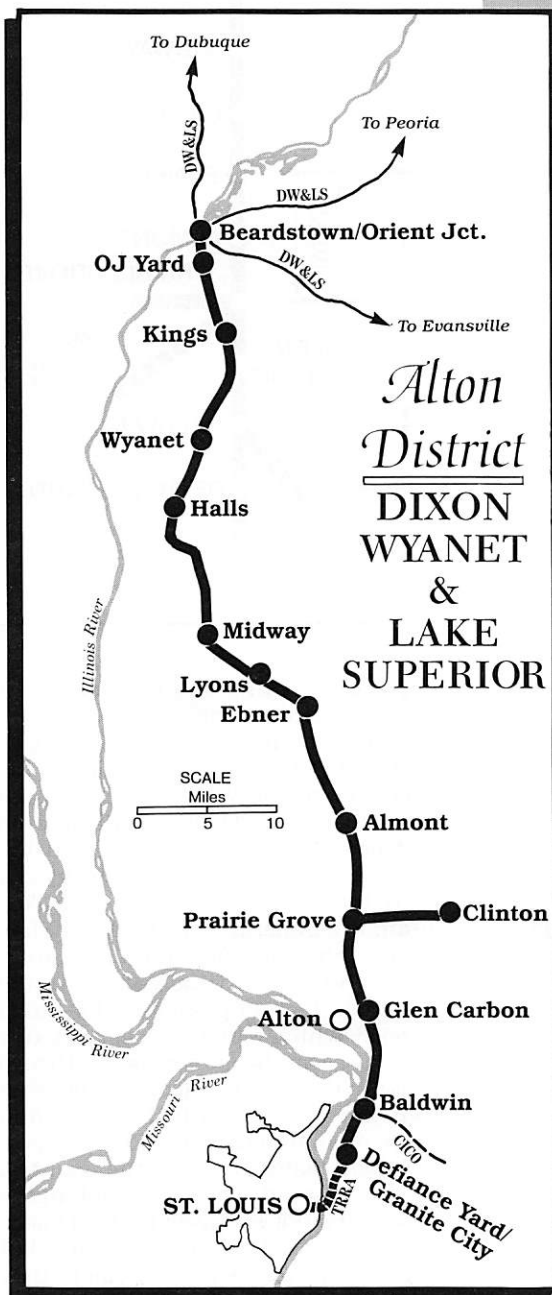 To Dubuque
DW&LS
To Peoria
DW&LS
Beardstown/Orient Jct.
DW&LS
OJ Yard
To Evansville
Kings
Alton
District
DIXON
WYANET
&
LAKE
SUPERIOR
Wyanet
Halls
Illinois River
Midway
Lyons
Ebner
SCALE
Miles
0 5 10
Almont
Prairie Grove
Clinton
Mississippi River
Alton
Glen Carbon
Missouri River
Baldwin
CICO
Defiance Yard/
Granite City
ST. LOUIS
TRRA